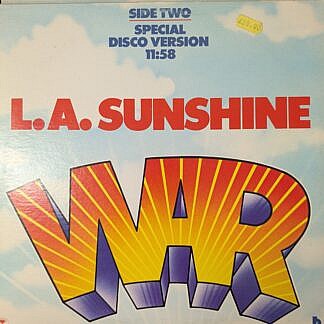 SIDE TWO
SPECIAL
DISCO VERSION
11:58
L.A. SUNSHINE
WAR